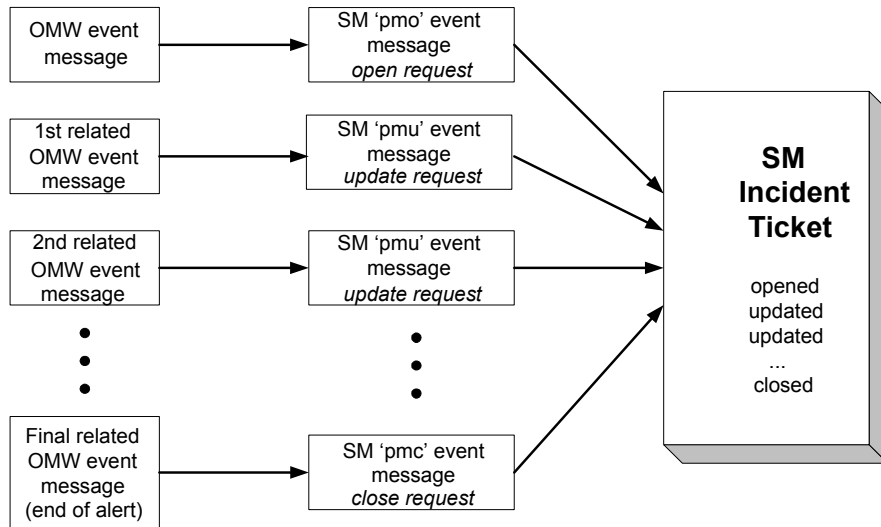 OMW event
message
SM ‘pmo’ event
message
open request
1st related
OMW event
message
SM ‘pmu’ event
message
update request
2nd related
OMW event
message
SM ‘pmu’ event
message
update request
Final related
OMW event
message
(end of alert)
SM ‘pmc’ event
message
close request
SM
Incident
Ticket
opened
updated
updated
...
closed